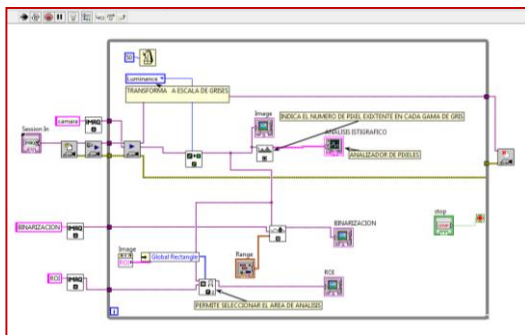 50
Luminance
TRANSFORMA A ESCALA DE GRISES
camara
Image
INDICA EL NUMERO DE PIXEL EXIXTENTE EN CADA GAMA DE GRIS
Session In
ANALISIS ISTIGRAFICO
ANALIZADOR DE PIXELES
stop
BINARIZACION
BINARIZACION
Image
Global Rectangle
ROI
Range
ROI
ROI
PERMITE SELECCIONAR EL AREA DE ANALISIS
i